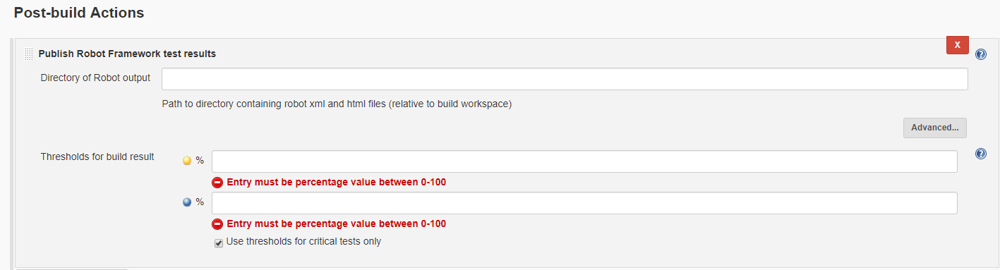 Post-build Actions
Publish Robot Framework test results
X
?
Directory of Robot output
Path to directory containing robot xml and html files (relative to build workspace)
Advanced...
Thresholds for build result
?
%
Entry must be percentage value between 0-100
%
Entry must be percentage value between 0-100
Use thresholds for critical tests only